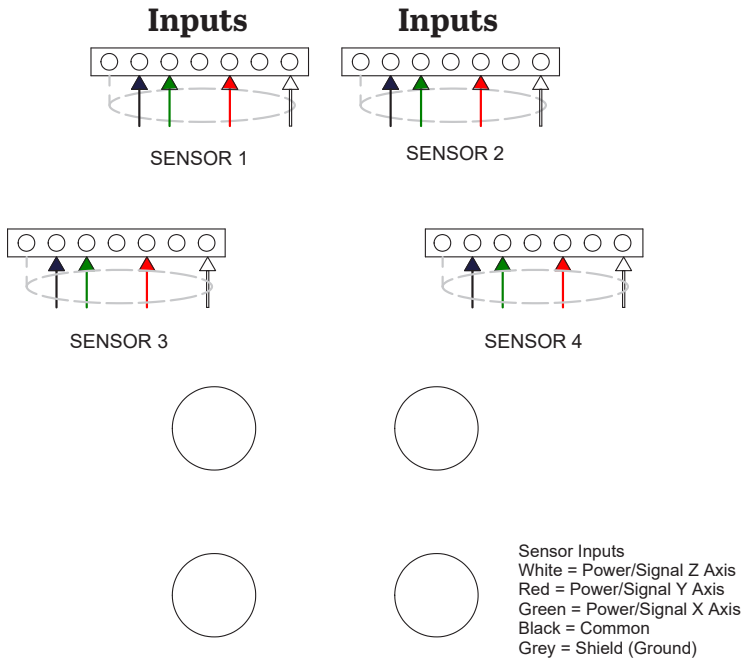 Inputs
Inputs
SENSOR 1
SENSOR 2
SENSOR 3
SENSOR 4
Sensor Inputs
White = Power/Signal Z Axis
Red = Power/Signal Y Axis
Green = Power/Signal X Axis
Black = Common
Grey = Shield (Ground)